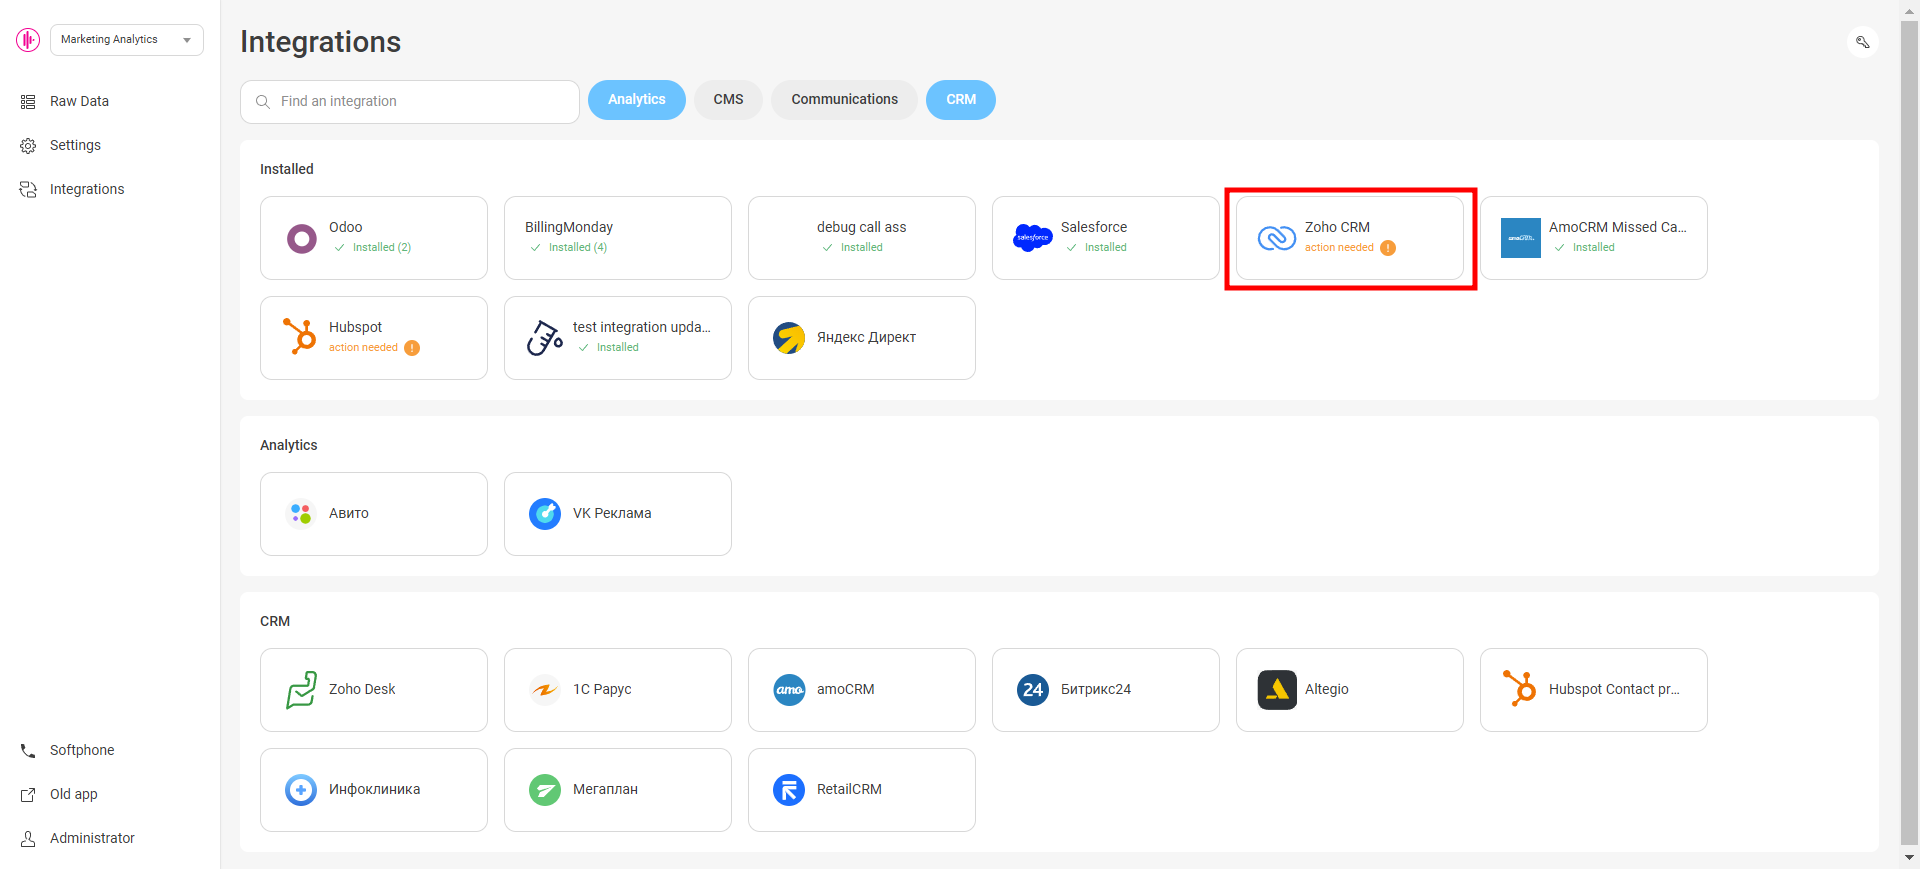 Marketing Analytics
Raw Data
Settings
Integrations
Softphone
Old app
Administrator
Integrations
Find an integration
Analytics
CMS
Communications
CRM
Installed
Odoo
Installed (2)
BillingMonday
Installed (4)
debug call ass
Installed
salesforce
Salesforce
Installed
Zoho CRM
action needed
AmoCRM Missed Ca...
Installed
Hubspot
action needed
test integration upda...
Installed
Яндекс Директ
Analytics
Авито
VK Реклама
CRM
Zoho Desk
1С Рарус
amo
amoCRM
24
Битрикс24
Altegio
Hubspot Contact pr...
Инфоклиника
Мегаплан
RetailCRM